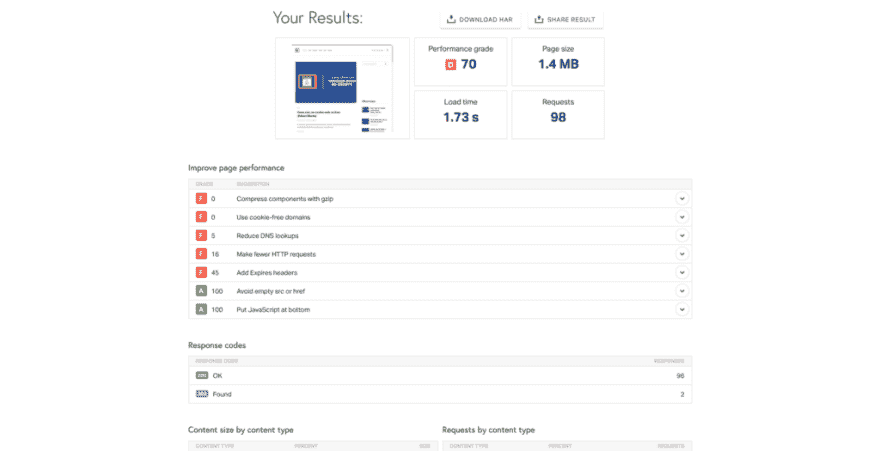 Your Results:
DOWNLOAD HAR
SHARE RESULT
Performance grade
D 70
Page size
1.4 MB
Load time
1.73 s
Requests
98
Improve page performance
GRADE SUGGESTION
F 0 Compress components with gzip
F 0 Use cookie-free domains
F 5 Reduce DNS lookups
F 16 Make fewer HTTP requests
F 45 Add Expires headers
A 100 Avoid empty src or href
A 100 Put JavaScript at bottom
Response codes
RESPONSE CODE RESPONSES
200 OK 96
Found 2
Content size by content type
CONTENT TYPE PERCENT SIZE
Requests by content type
CONTENT TYPE PERCENT REQUESTS